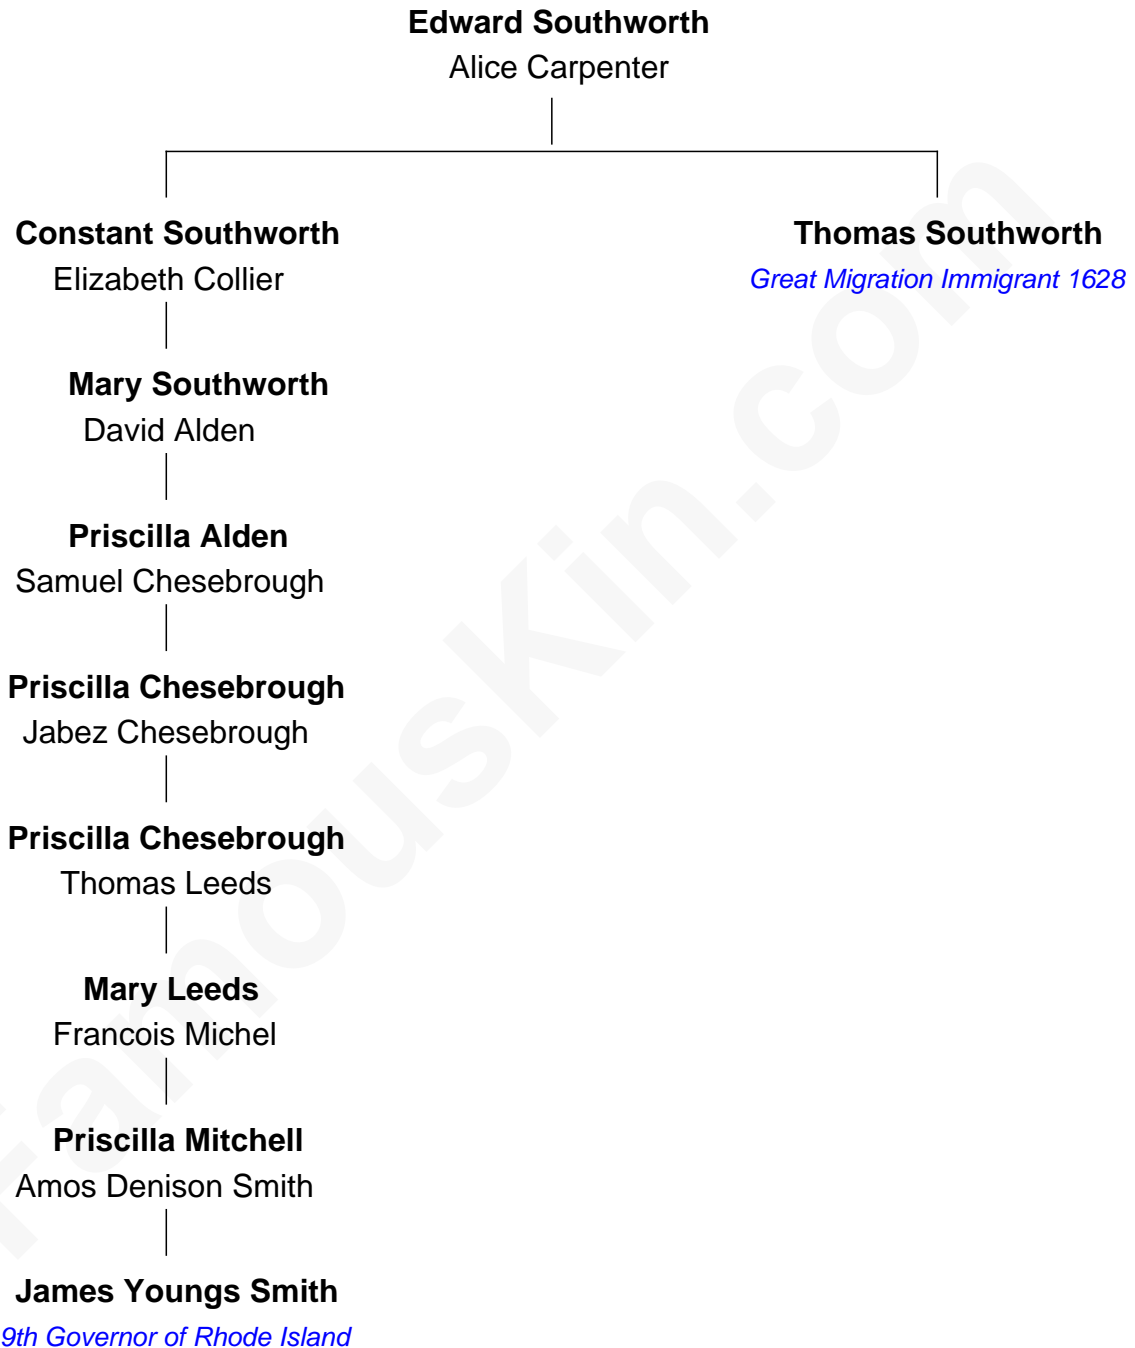 Edward Southworth
Alice Carpenter
Constant Southworth
Elizabeth Collier
Thomas Southworth
Great Migration Immigrant 1628
Mary Southworth
David Alden
Priscilla Alden
Samuel Chesebrough
Priscilla Chesebrough
Jabez Chesebrough
Priscilla Chesebrough
Thomas Leeds
Mary Leeds
Francois Michel
Priscilla Mitchell
Amos Denison Smith
James Youngs Smith
9th Governor of Rhode Island
FamousKin.com